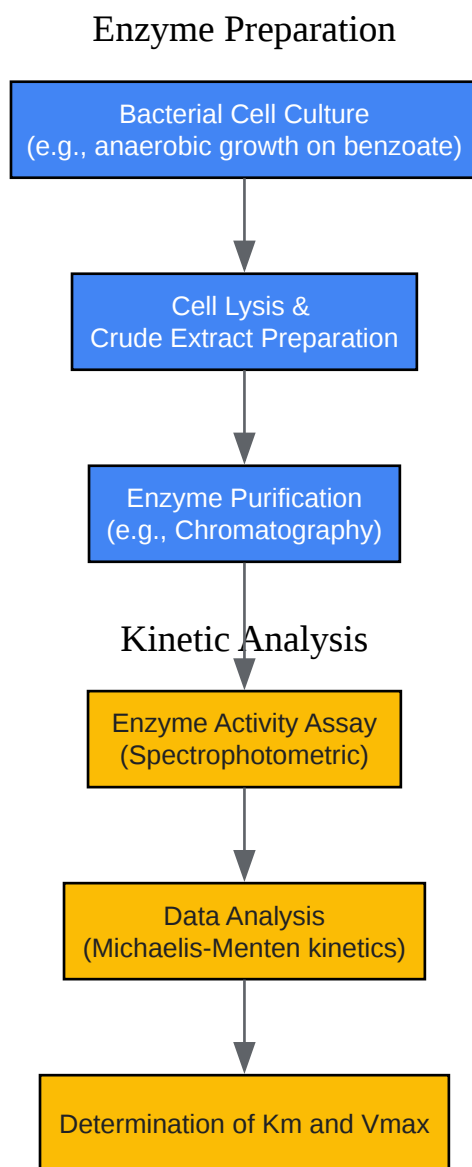 Enzyme Preparation
Bacterial Cell Culture
(e.g., anaerobic growth on benzoate)
Cell Lysis &
Crude Extract Preparation
Enzyme Purification
(e.g., Chromatography)
Kinetic Analysis
Enzyme Activity Assay
(Spectrophotometric)
Data Analysis
(Michaelis-Menten kinetics)
Determination of Km and Vmax